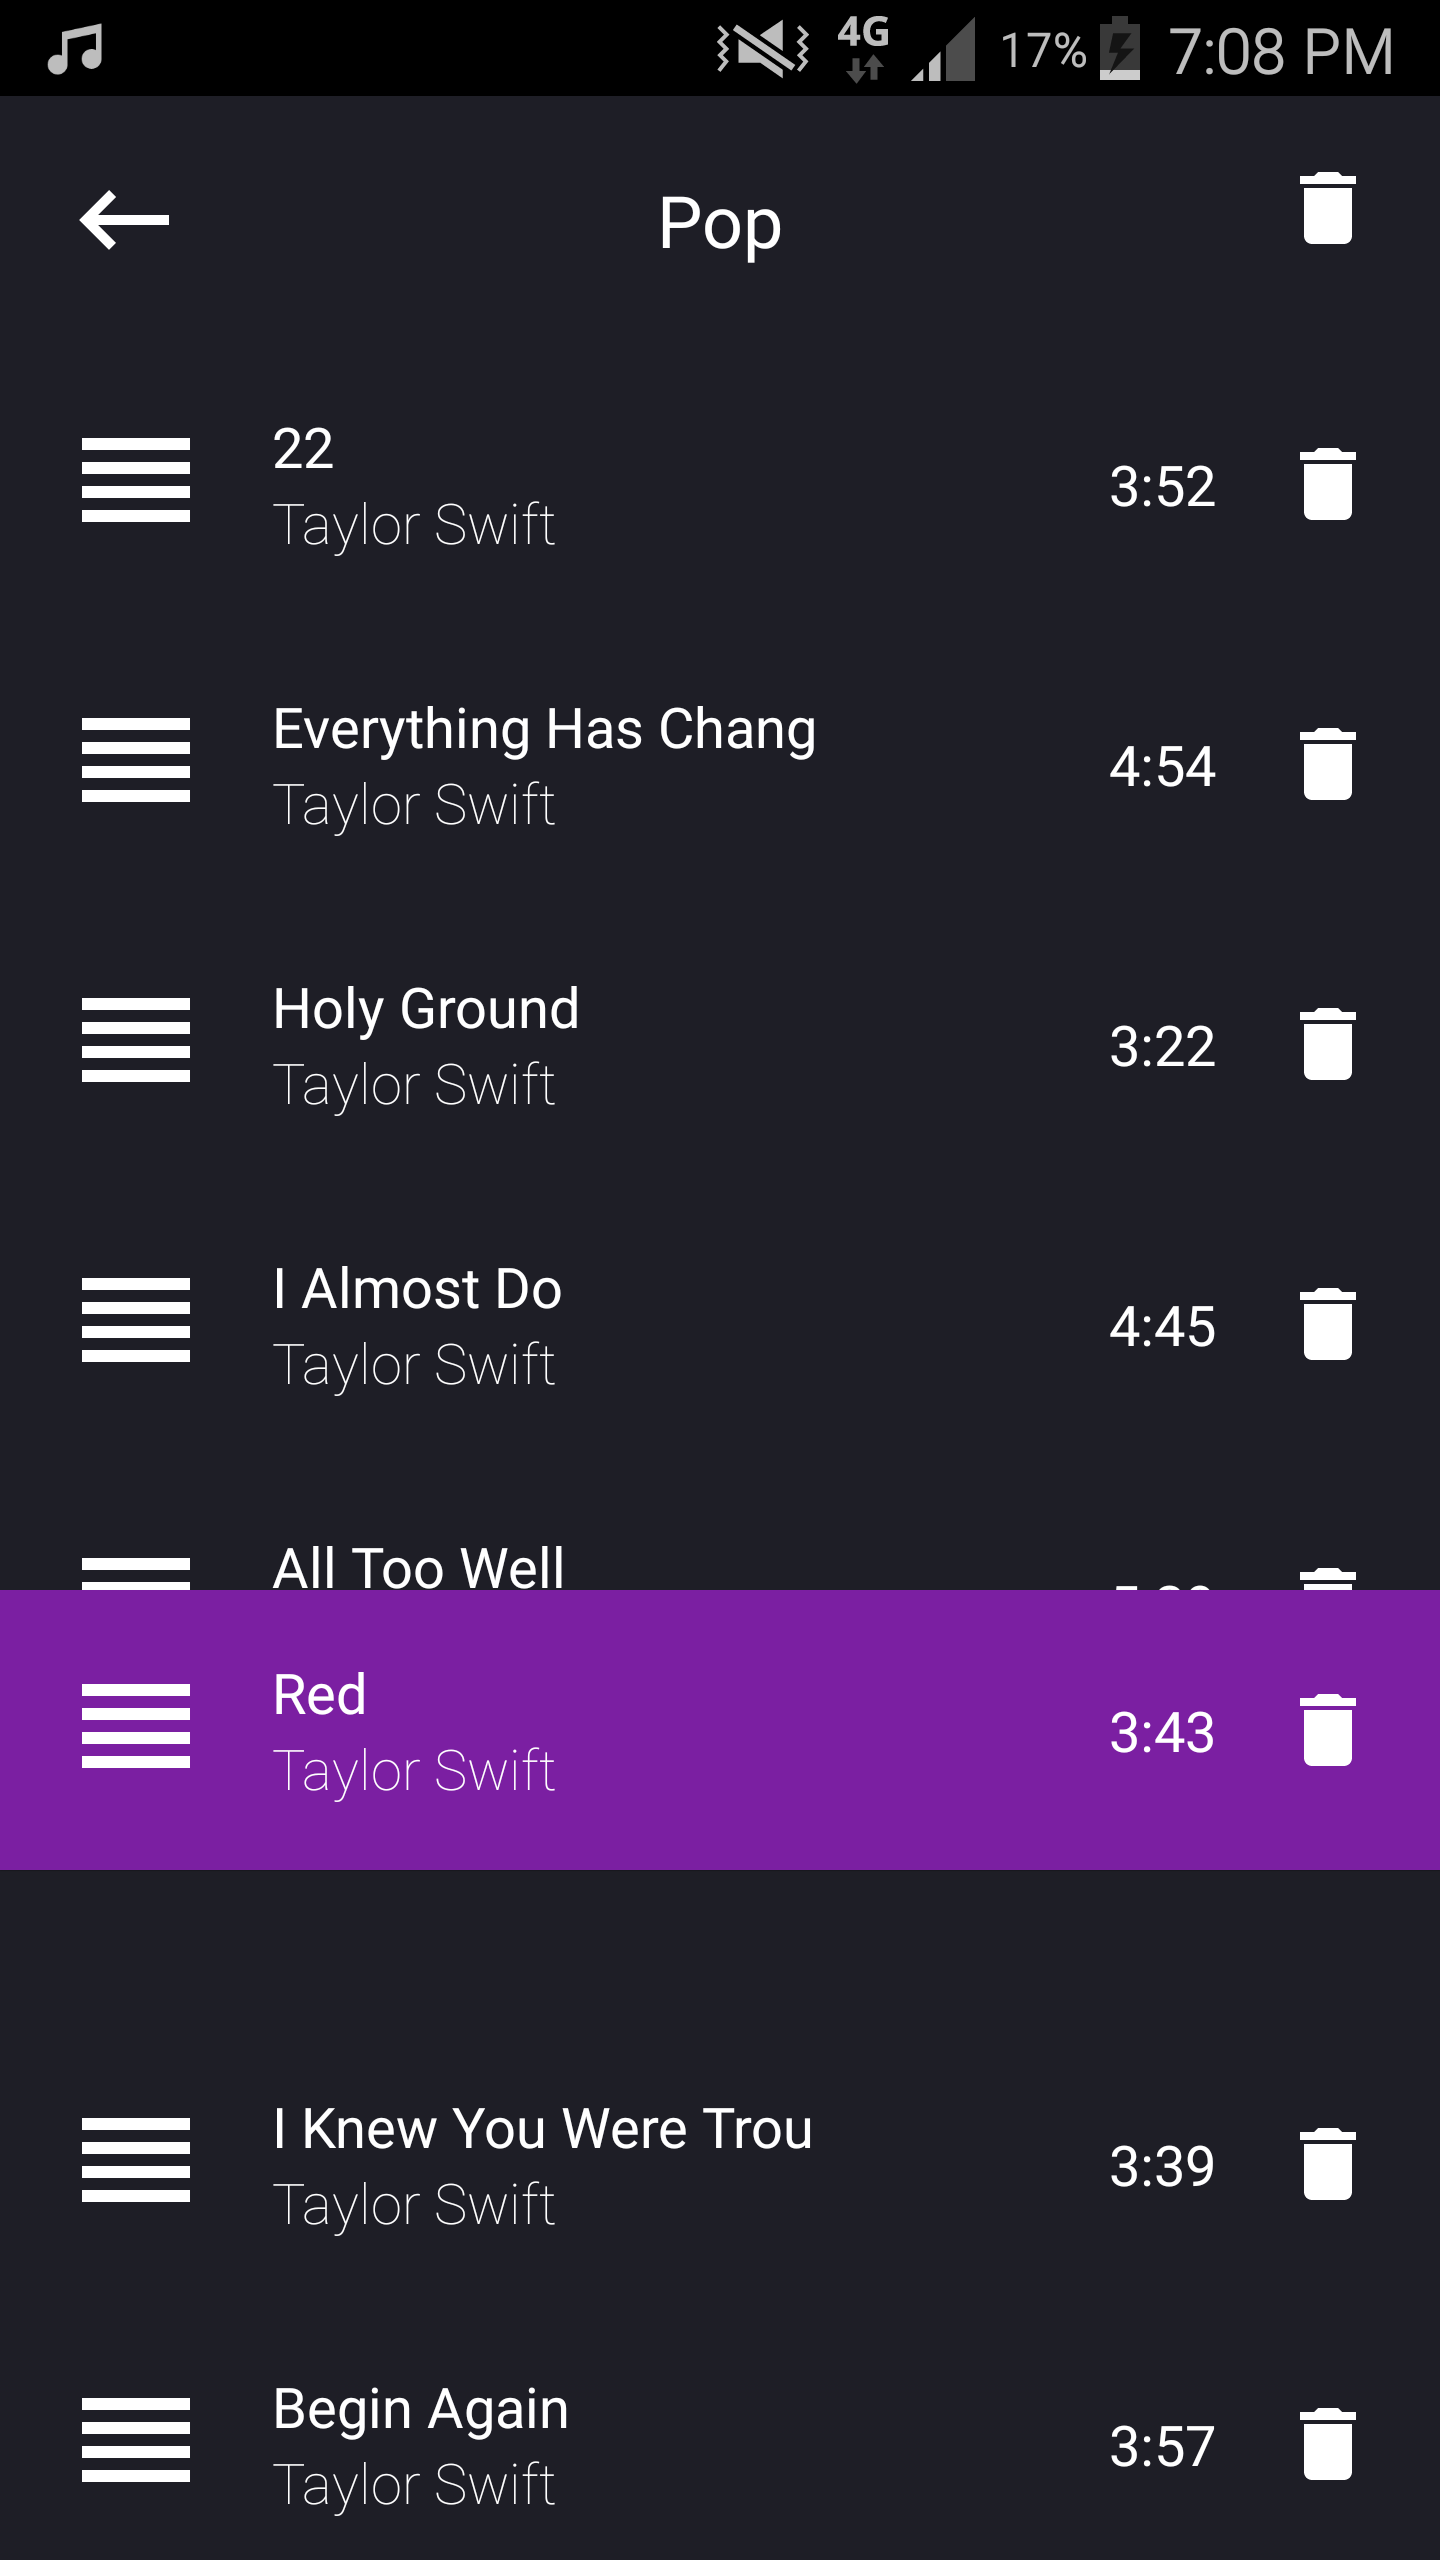 4G 17% 7:08 PM
Pop
22
Taylor Swift
3:52
Everything Has Chang
Taylor Swift
4:54
Holy Ground
Taylor Swift
3:22
I Almost Do
Taylor Swift
4:45
All Too Well
Red
Taylor Swift
3:43
I Knew You Were Trou
Taylor Swift
3:39
Begin Again
Taylor Swift
3:57